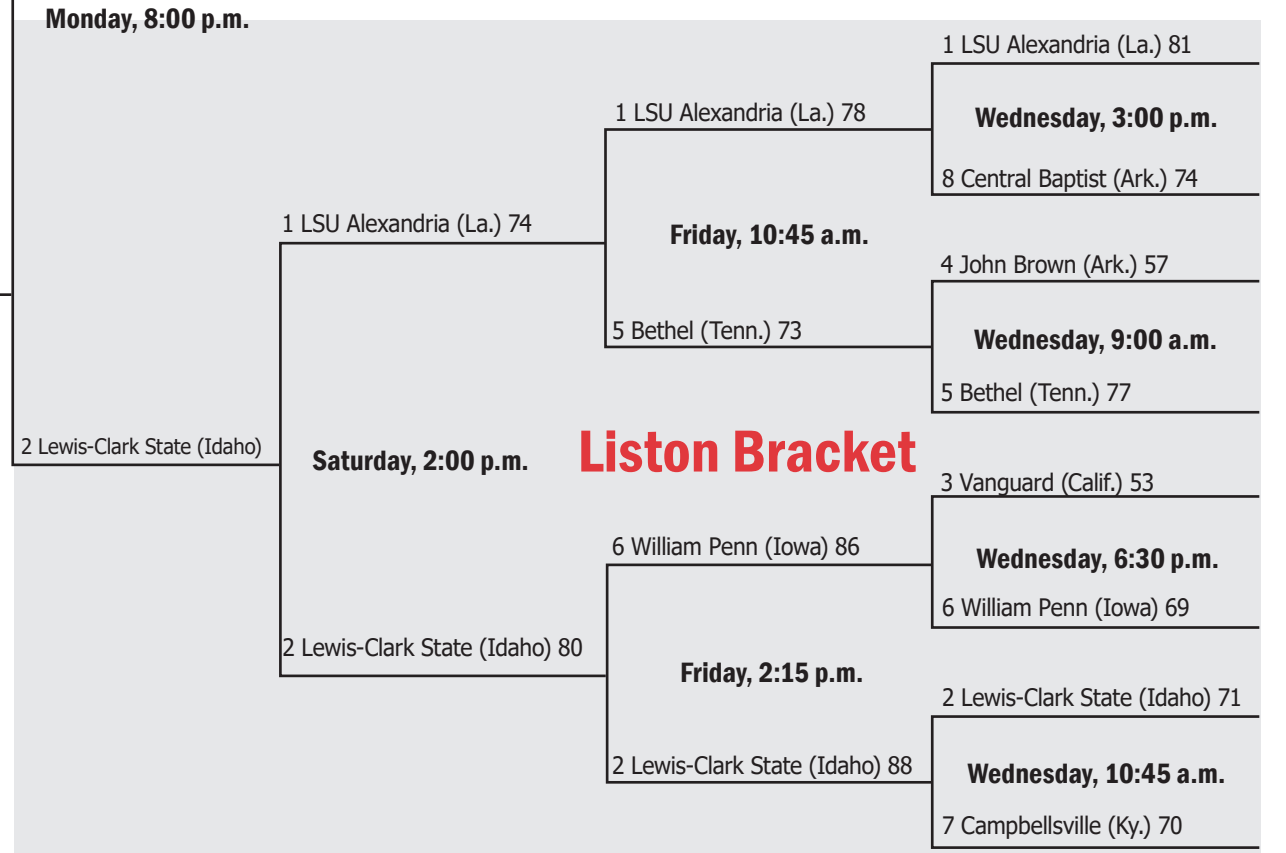 Monday, 8:00 p.m.
1 LSU Alexandria (La.) 81
1 LSU Alexandria (La.) 78
Wednesday, 3:00 p.m.
8 Central Baptist (Ark.) 74
1 LSU Alexandria (La.) 74
Friday, 10:45 a.m.
4 John Brown (Ark.) 57
5 Bethel (Tenn.) 73
Wednesday, 9:00 a.m.
5 Bethel (Tenn.) 77
2 Lewis-Clark State (Idaho)
Saturday, 2:00 p.m.
Liston Bracket
3 Vanguard (Calif.) 53
6 William Penn (Iowa) 86
Wednesday, 6:30 p.m.
6 William Penn (Iowa) 69
2 Lewis-Clark State (Idaho) 80
Friday, 2:15 p.m.
2 Lewis-Clark State (Idaho) 71
2 Lewis-Clark State (Idaho) 88
Wednesday, 10:45 a.m.
7 Campbellsville (Ky.) 70